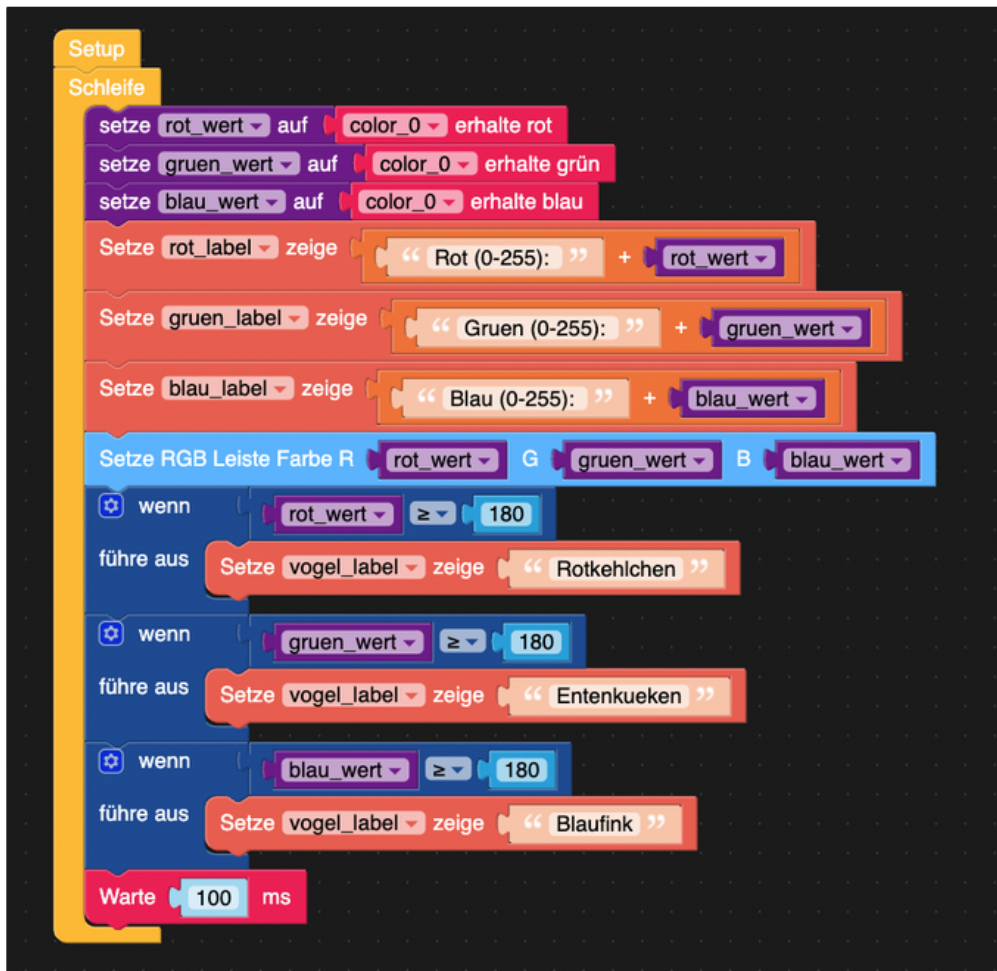 Setup
Schleife
setze rot_wert auf color_0 erhalte rot
setze gruen_wert auf color_0 erhalte grün
setze blau_wert auf color_0 erhalte blau
Setze rot_label zeige “ Rot (0-255): ” + rot_wert
Setze gruen_label zeige “ Gruen (0-255): ” + gruen_wert
Setze blau_label zeige “ Blau (0-255): ” + blau_wert
Setze RGB Leiste Farbe R rot_wert G gruen_wert B blau_wert
wenn rot_wert ≥ 180
führe aus Setze vogel_label zeige “ Rotkehlchen ”
wenn gruen_wert ≥ 180
führe aus Setze vogel_label zeige “ Entenkueken ”
wenn blau_wert ≥ 180
führe aus Setze vogel_label zeige “ Blaufink ”
Warte 100 ms